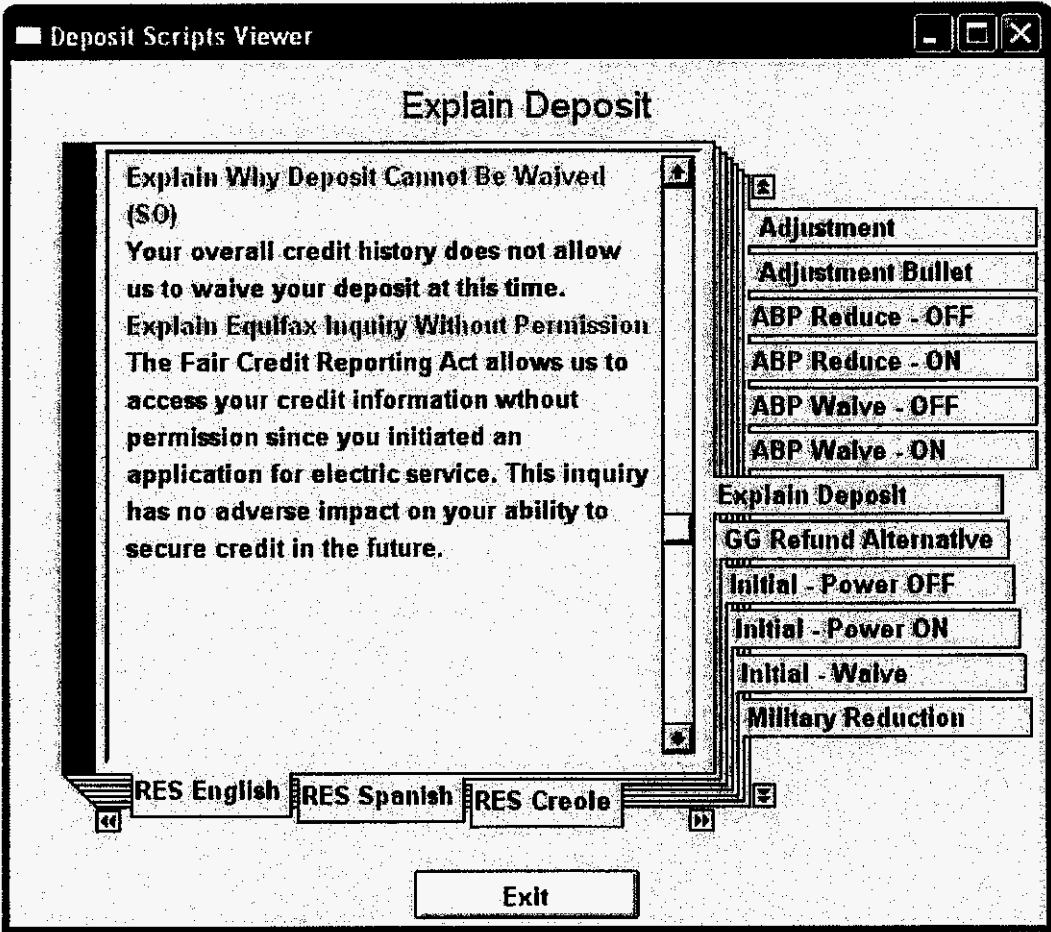 Deposit Scripts Viewer
Explain Deposit
Explain Why Deposit Cannot Be Waived
(SO)
Your overall credit history does not allow
us to waive your deposit at this time.
Explain Equifax Inquiry Without Permission
The Fair Credit Reporting Act allows us to
access your credit information wthout
permission since you initiated an
application for electric service. This inquiry
has no adverse impact on your ability to
secure credit in the future.
Adjustment
Adjustment Bullet
ABP Reduce - OFF
ABP Reduce - ON
ABP Waive - OFF
ABP Waive - ON
Explain Deposit
GG Refund Alternative
Initial - Power OFF
Initial - Power ON
Initial - Waive
Military Reduction
RES English
RES Spanish
RES Creole
Exit